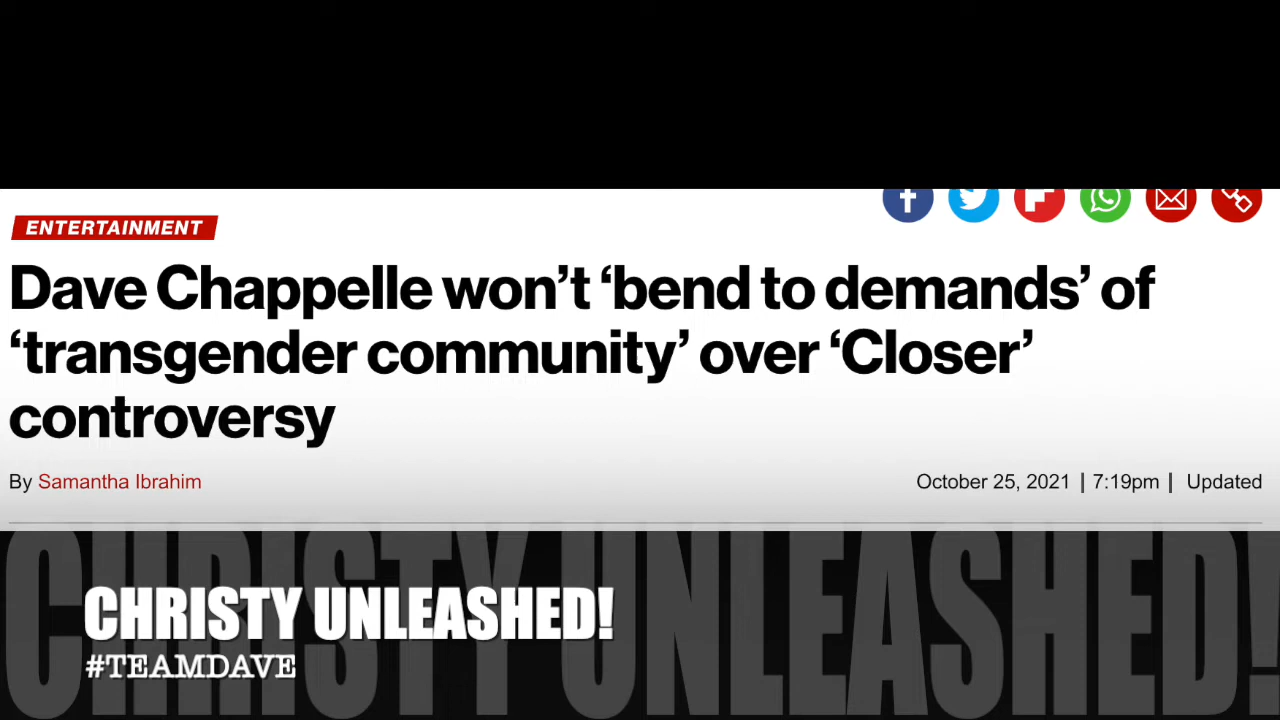 ENTERTAINMENT
Dave Chappelle won’t ‘bend to demands’ of
‘transgender community’ over ‘Closer’
controversy
By Samantha Ibrahim
October 25, 2021 | 7:19pm | Updated
CHRISTY UNLEASHED!
CHRISTY UNLEASHED!
#TEAMDAVE